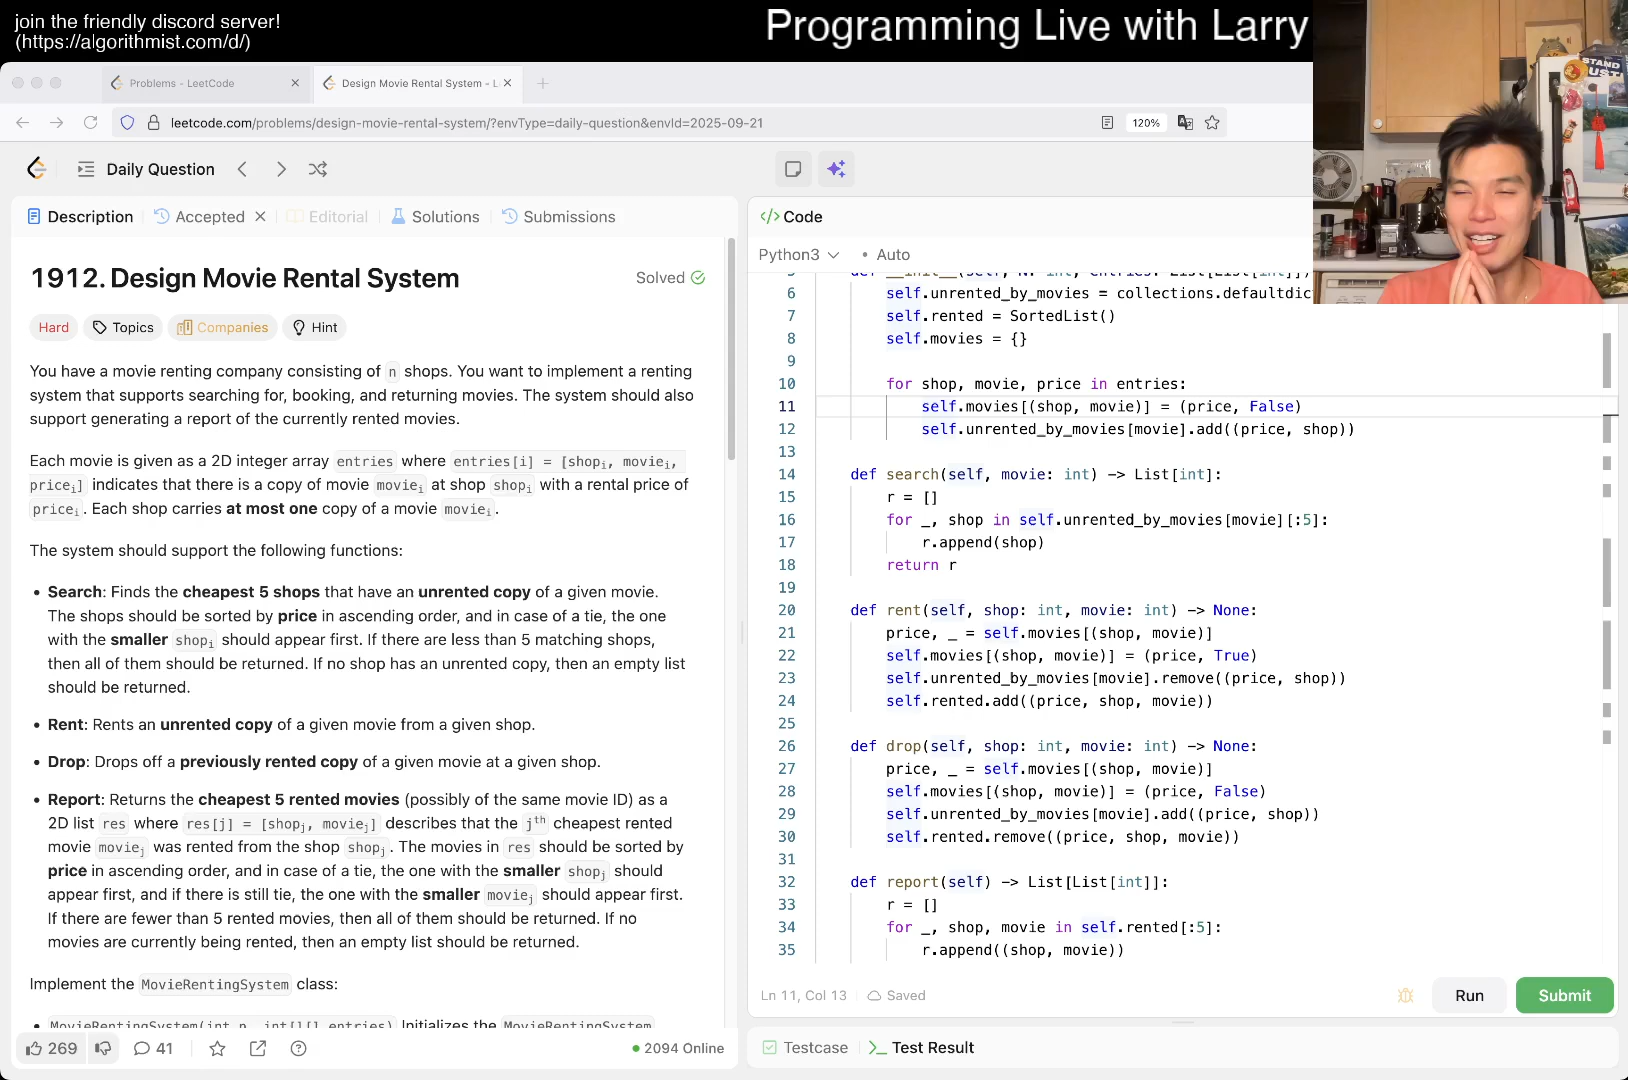 join the friendly discord server!
(https://algorithmist.com/d/)
Programming Live with Larry
Problems - LeetCode
Design Movie Rental System - L
leetcode.com/problems/design-movie-rental-system/?envType=daily-question&envId=2025-09-21
120%
Daily Question
Description
Accepted
Editorial
Solutions
Submissions
1912. Design Movie Rental System
Solved
Hard
Topics
Companies
Hint
You have a movie renting company consisting of n shops. You want to implement a renting
system that supports searching for, booking, and returning movies. The system should also
support generating a report of the currently rented movies.
Each movie is given as a 2D integer array entries where entries[i] = [shopi, moviei,
pricei] indicates that there is a copy of movie moviei at shop shopi with a rental price of
pricei. Each shop carries at most one copy of a movie moviei.
The system should support the following functions:
• Search: Finds the cheapest 5 shops that have an unrented copy of a given movie.
The shops should be sorted by price in ascending order, and in case of a tie, the one
with the smaller shopi should appear first. If there are less than 5 matching shops,
then all of them should be returned. If no shop has an unrented copy, then an empty list
should be returned.
• Rent: Rents an unrented copy of a given movie from a given shop.
• Drop: Drops off a previously rented copy of a given movie at a given shop.
• Report: Returns the cheapest 5 rented movies (possibly of the same movie ID) as a
2D list res where res[j] = [shopj, moviej] describes that the jth cheapest rented
movie moviej was rented from the shop shopj. The movies in res should be sorted by
price in ascending order, and in case of a tie, the one with the smaller shopj should
appear first, and if there is still tie, the one with the smaller moviej should appear first.
If there are fewer than 5 rented movies, then all of them should be returned. If no
movies are currently being rented, then an empty list should be returned.
Implement the MovieRentingSystem class:
• MovieRentingSystem(int n, int[][] entries) Initializes the MovieRentingSystem
269
41
2094 Online
</> Code
Python3
• Auto
5 def __init__(self, N: int, entries: List[List[int]])
6 self.unrented_by_movies = collections.defaultdic
7 self.rented = SortedList()
8 self.movies = {}
9
10 for shop, movie, price in entries:
11 self.movies[(shop, movie)] = (price, False)
12 self.unrented_by_movies[movie].add((price, shop))
13
14 def search(self, movie: int) -> List[int]:
15 r = []
16 for _, shop in self.unrented_by_movies[movie][:5]:
17 r.append(shop)
18 return r
19
20 def rent(self, shop: int, movie: int) -> None:
21 price, _ = self.movies[(shop, movie)]
22 self.movies[(shop, movie)] = (price, True)
23 self.unrented_by_movies[movie].remove((price, shop))
24 self.rented.add((price, shop, movie))
25
26 def drop(self, shop: int, movie: int) -> None:
27 price, _ = self.movies[(shop, movie)]
28 self.movies[(shop, movie)] = (price, False)
29 self.unrented_by_movies[movie].add((price, shop))
30 self.rented.remove((price, shop, movie))
31
32 def report(self) -> List[List[int]]:
33 r = []
34 for _, shop, movie in self.rented[:5]:
35 r.append((shop, movie))
Ln 11, Col 13
Saved
Run
Submit
Testcase
Test Result
STAND